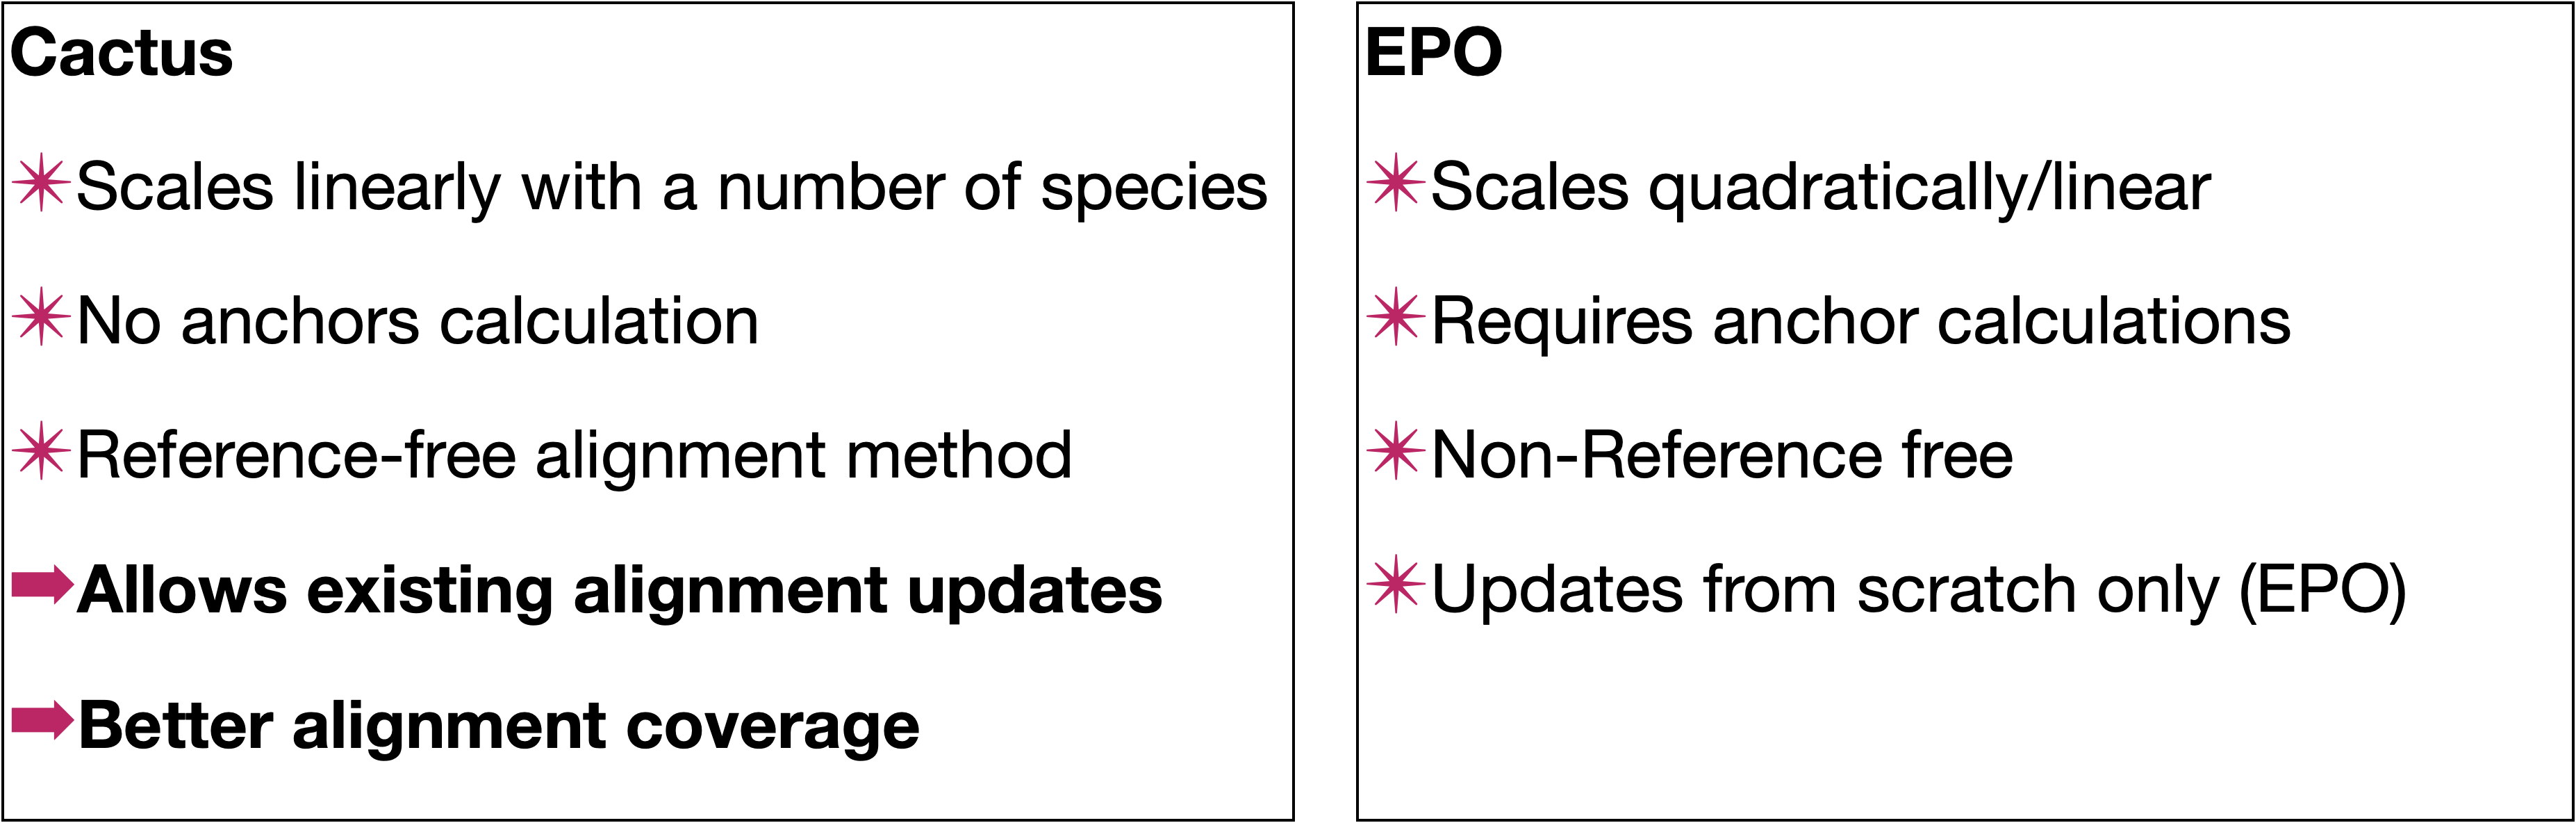 Cactus
Scales linearly with a number of species
No anchors calculation
Reference-free alignment method
Allows existing alignment updates
Better alignment coverage
EPO
Scales quadratically/linear
Requires anchor calculations
Non-Reference free
Updates from scratch only (EPO)